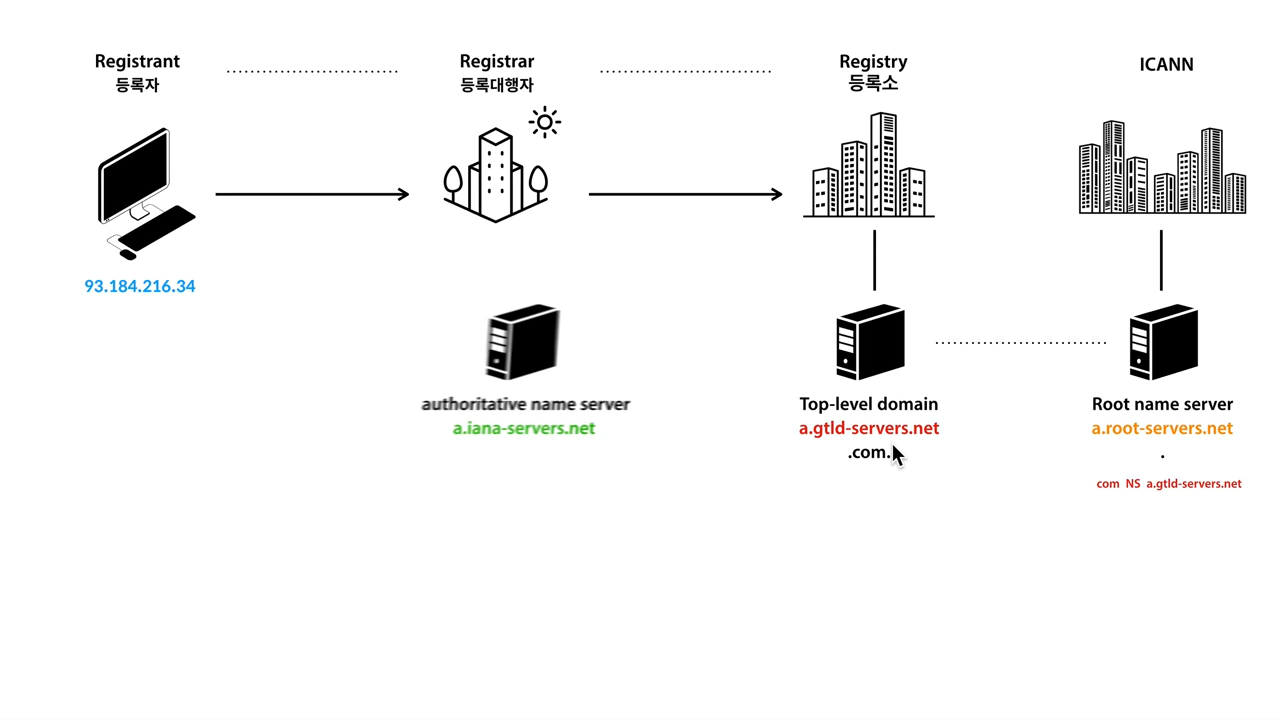 Registrant
등록자
Registrar
등록대행자
Registry
등록소
ICANN
93.184.216.34
authoritative name server
a.iana-servers.net
Top-level domain
a.gtld-servers.net
.com.
Root name server
a.root-servers.net
.
com NS a.gtld-servers.net